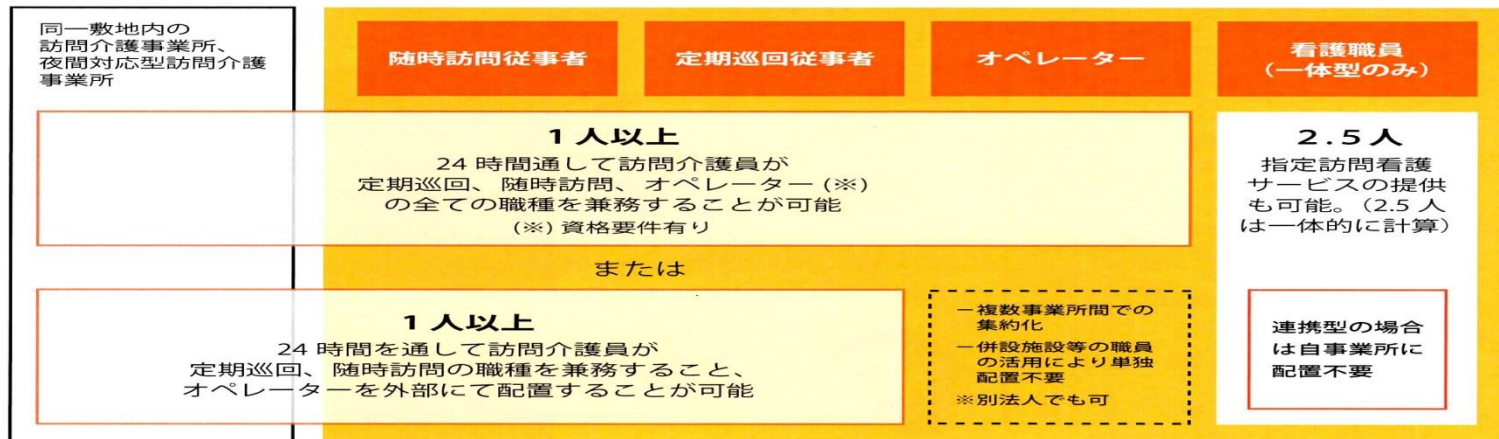 同一敷地内の
訪問介護事業所、
夜間対応型訪問介護
事業所
随時訪問従事者
定期巡回従事者
オペレーター
看護職員
(一体型のみ)
1人以上
24時間通して訪問介護員が
定期巡回、随時訪問、オペレーター(※)
の全ての職種を兼務することが可能
(※)資格要件有り
2.5人
指定訪問看護
サービスの提供
も可能。(2.5人
は一体的に計算)
または
1人以上
24時間を通して訪問介護員が
定期巡回、随時訪問の職種を兼務すること、
オペレーターを外部にて配置することが可能
−複数事業所間での
集約化
−併設施設等の職員
の活用により単独
配置不要
※別法人でも可
連携型の場合
は自事業所に
配置不要